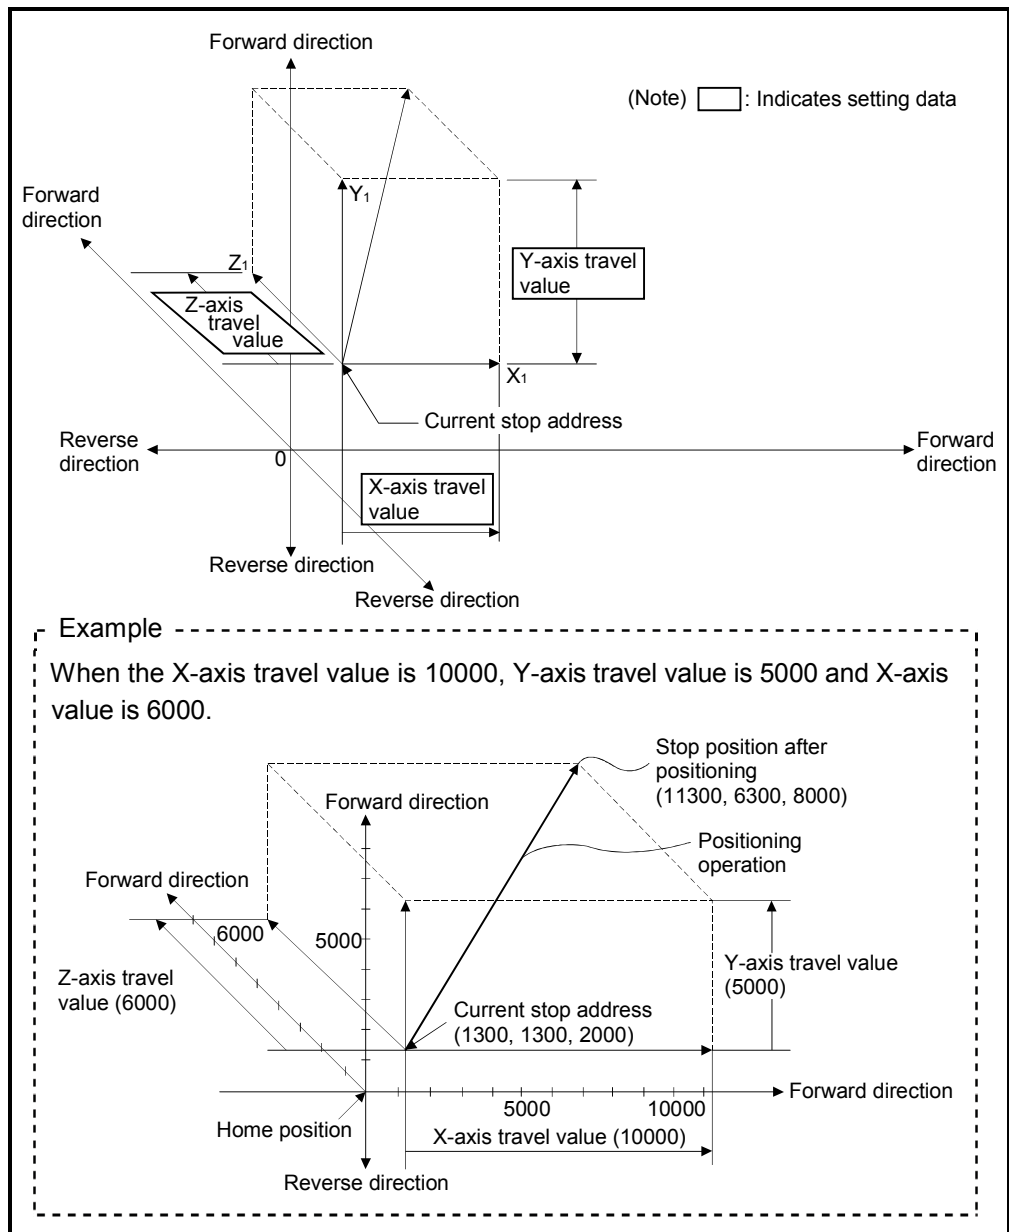 Forward direction
(Note) : Indicates setting data
Forward
direction
Y1
Z1
Y-axis travel
value
Z-axis
travel
value
X1
Current stop address
Reverse
direction
0
Forward
direction
X-axis travel
value
Reverse direction
Reverse direction
Example
When the X-axis travel value is 10000, Y-axis travel value is 5000 and X-axis
value is 6000.
Stop position after
positioning
(11300, 6300, 8000)
Forward direction
Positioning
operation
Forward direction
6000
5000
Z-axis travel
value (6000)
Y-axis travel value
(5000)
Current stop address
(1300, 1300, 2000)
Forward direction
5000
10000
Home position
X-axis travel value (10000)
Reverse direction